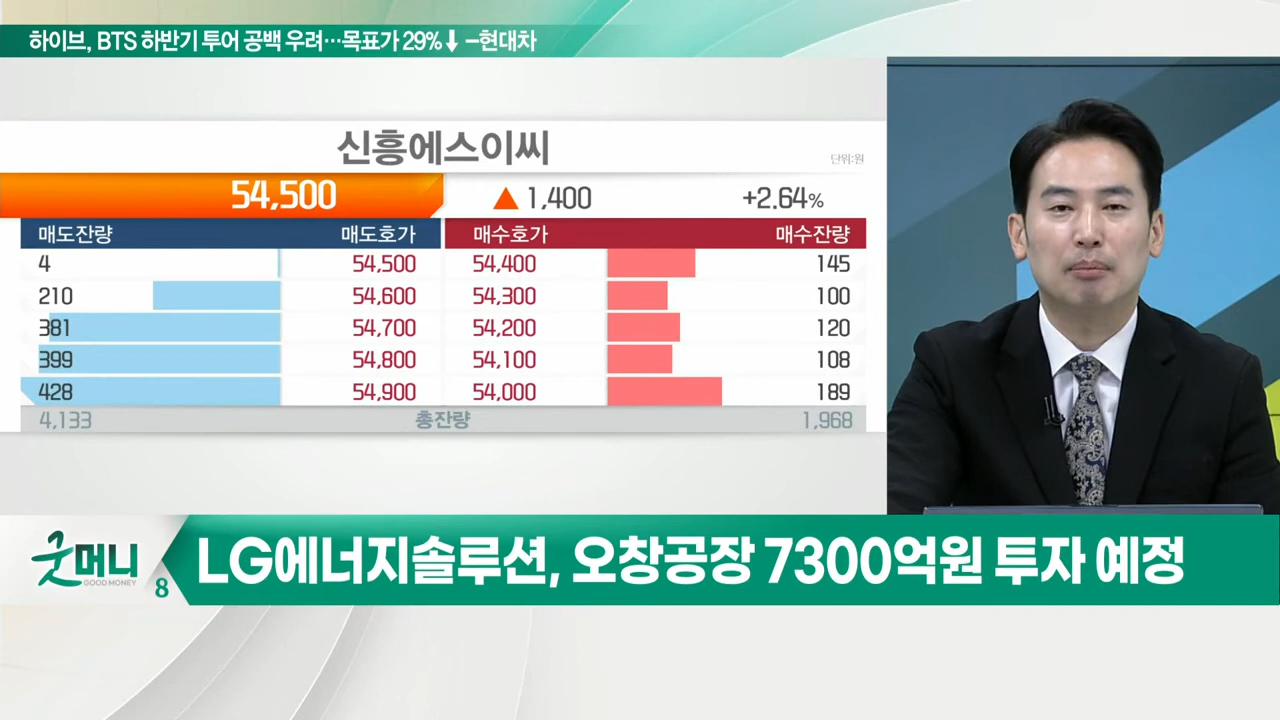 하이브, BTS 하반기 투어 공백 우려…목표가 29%⬇ -현대차
신흥에스이씨
단위:원
54,500 ▲ 1,400 +2.64%
매도잔량 매도호가 매수호가 매수잔량
4 54,500 54,400 145
210 54,600 54,300 100
381 54,700 54,200 120
399 54,800 54,100 108
428 54,900 54,000 189
4,133 총잔량 1,968
LG에너지솔루션, 오창공장 7300억원 투자 예정
굿머니
GOOD MONEY
8